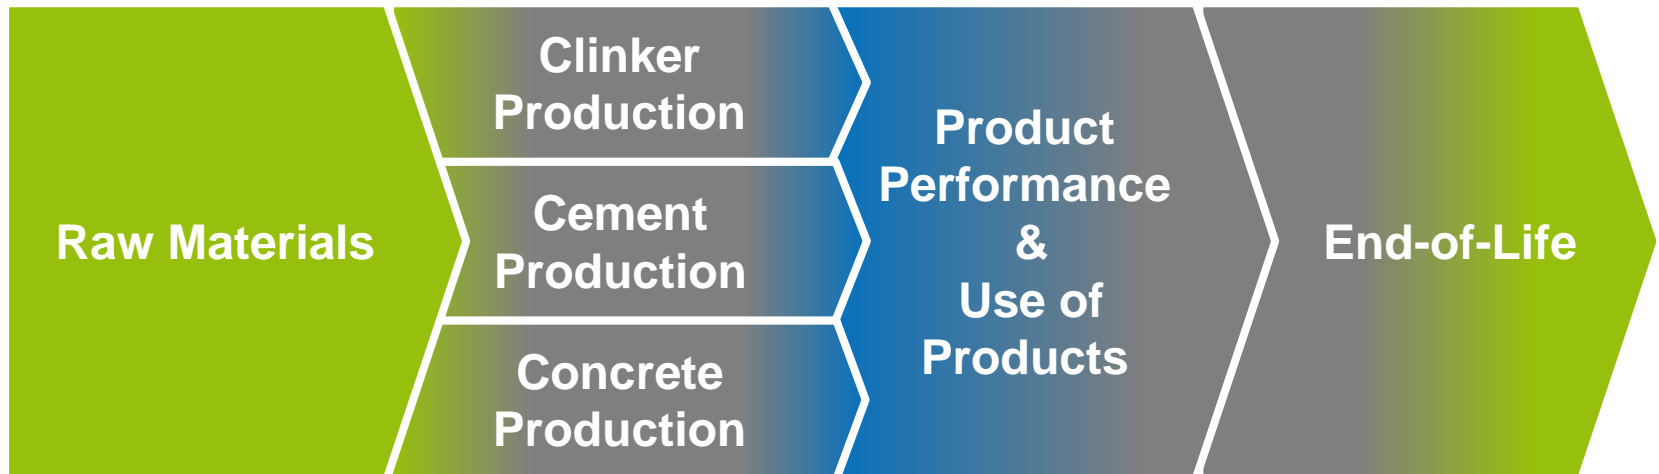 Raw Materials
Clinker
Production
Cement
Production
Concrete
Production
Product
Performance
&
Use of
Products
End-of-Life